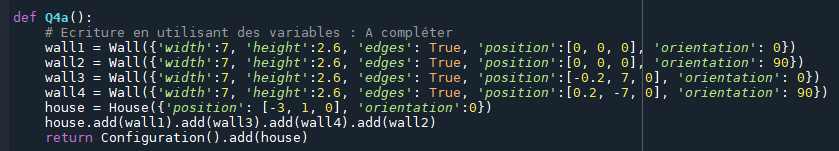 def Q4a():
    # Ecriture en utilisant des variables : A compléter
    wall1 = Wall({'width':7, 'height':2.6, 'edges': True, 'position':[0, 0, 0], 'orientation': 0})
    wall2 = Wall({'width':7, 'height':2.6, 'edges': True, 'position':[0, 0, 0], 'orientation': 90})
    wall3 = Wall({'width':7, 'height':2.6, 'edges': True, 'position':[-0.2, 7, 0], 'orientation': 0})
    wall4 = Wall({'width':7, 'height':2.6, 'edges': True, 'position':[0.2, -7, 0], 'orientation': 90})
    house = House({'position': [-3, 1, 0], 'orientation':0})
    house.add(wall1).add(wall3).add(wall4).add(wall2)
    return Configuration().add(house)